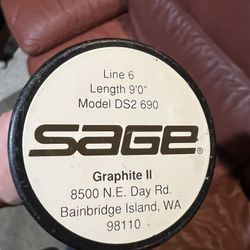 Line 6
Length 9'0"
Model DS2 690
SAGE®
Graphite II
8500 N.E. Day Rd.
Bainbridge Island, WA
98110